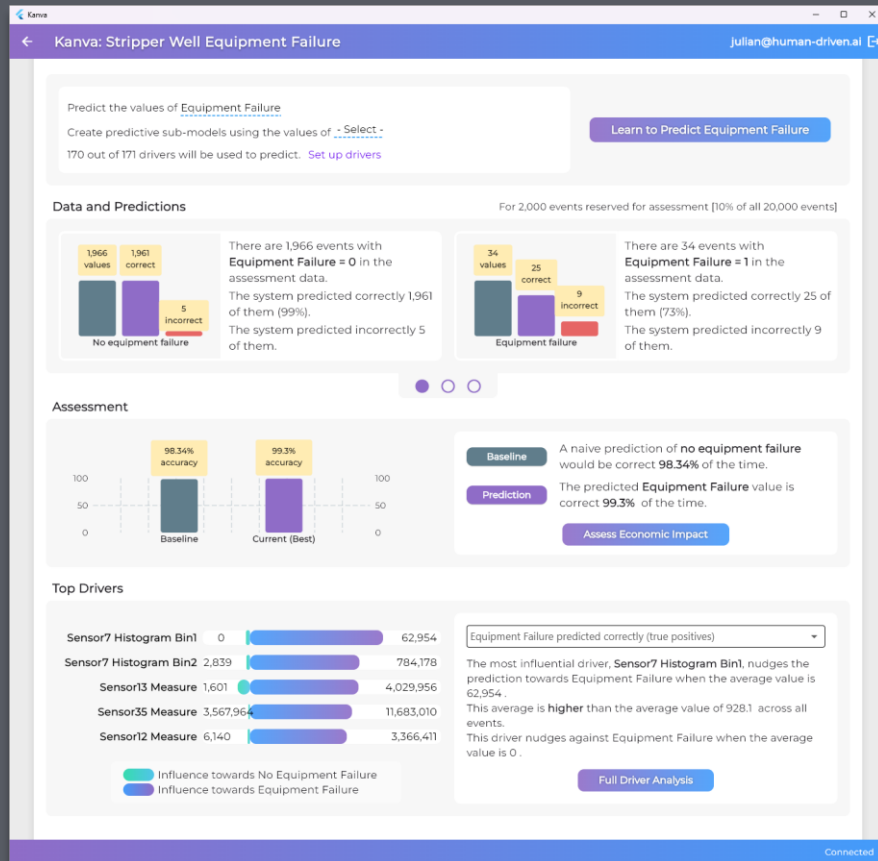 Kanva
Kanva: Stripper Well Equipment Failure
julian@human-driven.ai
Predict the values of Equipment Failure
Create predictive sub-models using the values of - Select -
170 out of 171 drivers will be used to predict. Set up drivers
Learn to Predict Equipment Failure
Data and Predictions
For 2,000 events reserved for assessment [10% of all 20,000 events]
1,966
values
1,961
correct
5
incorrect
No equipment failure
There are 1,966 events with
Equipment Failure = 0 in the
assessment data.
The system predicted correctly 1,961
of them (99%).
The system predicted incorrectly 5
of them.
34
values
25
correct
9
incorrect
Equipment failure
There are 34 events with
Equipment Failure = 1 in the
assessment data.
The system predicted correctly 25 of
them (73%).
The system predicted incorrectly 9
of them.
Assessment
98.34%
accuracy
99.3%
accuracy
100
50
0
100
50
0
Baseline
Current (Best)
Baseline
A naive prediction of no equipment failure
would be correct 98.34% of the time.
Prediction
The predicted Equipment Failure value is
correct 99.3% of the time.
Assess Economic Impact
Top Drivers
Sensor7 Histogram Bin1 0 62,954
Sensor7 Histogram Bin2 2,839 784,178
Sensor13 Measure 1,601 4,029,956
Sensor35 Measure 3,567,964 11,683,010
Sensor12 Measure 6,140 3,366,411
Influence towards No Equipment Failure
Influence towards Equipment Failure
Equipment Failure predicted correctly (true positives)
The most influential driver, Sensor7 Histogram Bin1, nudges the
prediction towards Equipment Failure when the average value is
62,954 .
This average is higher than the average value of 928.1 across all
events.
This driver nudges against Equipment Failure when the average
value is 0 .
Full Driver Analysis
Connected